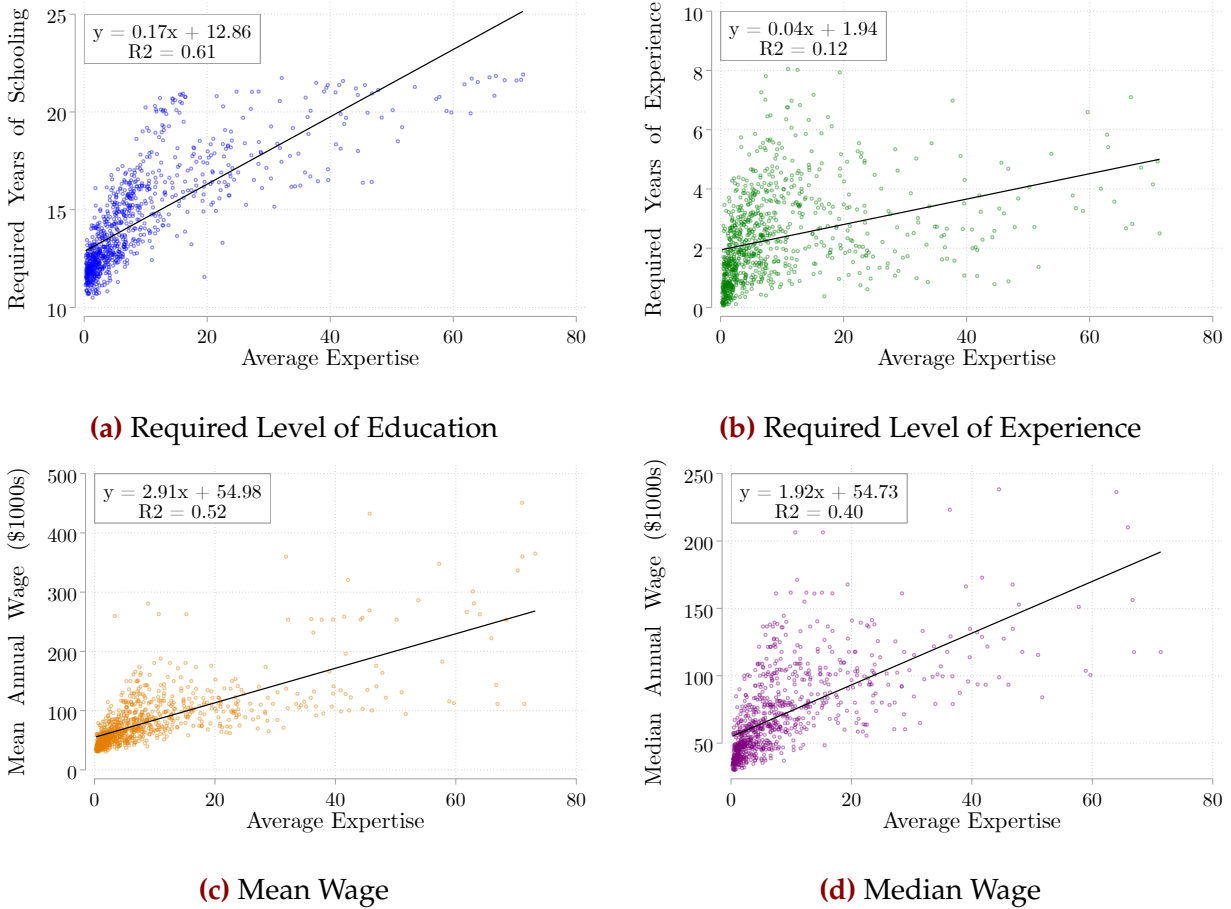 Required Years of Schooling
25
20
15
10
y = 0.17x + 12.86
R2 = 0.61
0 20 40 60 80
Average Expertise
(a) Required Level of Education
Required Years of Experience
10
8
6
4
2
0
y = 0.04x + 1.94
R2 = 0.12
0 20 40 60 80
Average Expertise
(b) Required Level of Experience
Mean Annual Wage ($1000s)
500
400
300
200
100
0
y = 2.91x + 54.98
R2 = 0.52
0 20 40 60 80
Average Expertise
(c) Mean Wage
Median Annual Wage ($1000s)
250
200
150
100
50
y = 1.92x + 54.73
R2 = 0.40
0 20 40 60 80
Average Expertise
(d) Median Wage